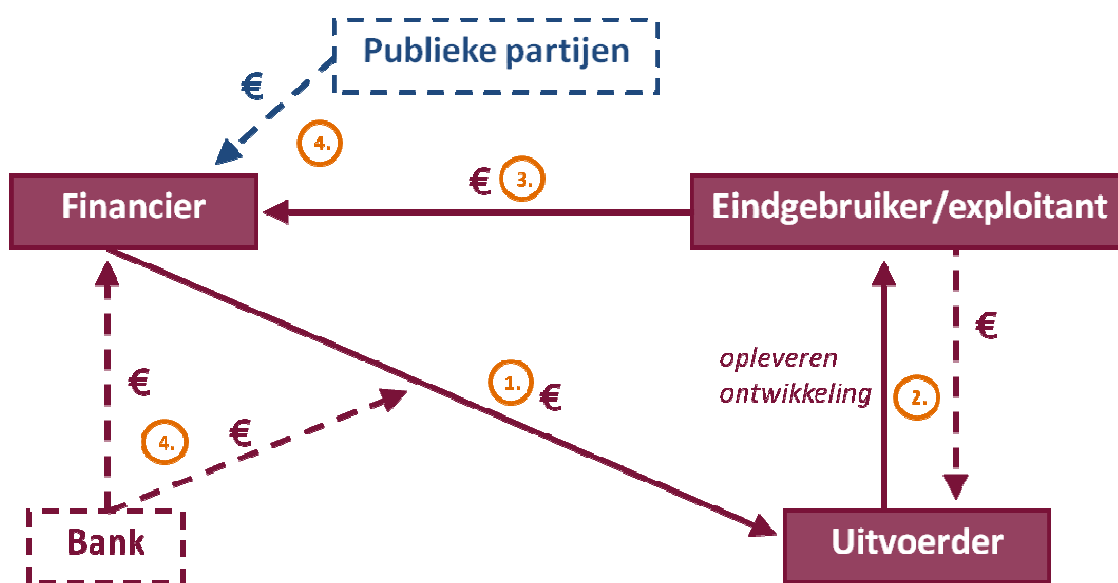 Publieke partijen
€
4.
€ 3.
Financier
Eindgebruiker/exploitant
€
opleveren
ontwikkeling
2.
€
1. €
4.
€
Bank
Uitvoerder